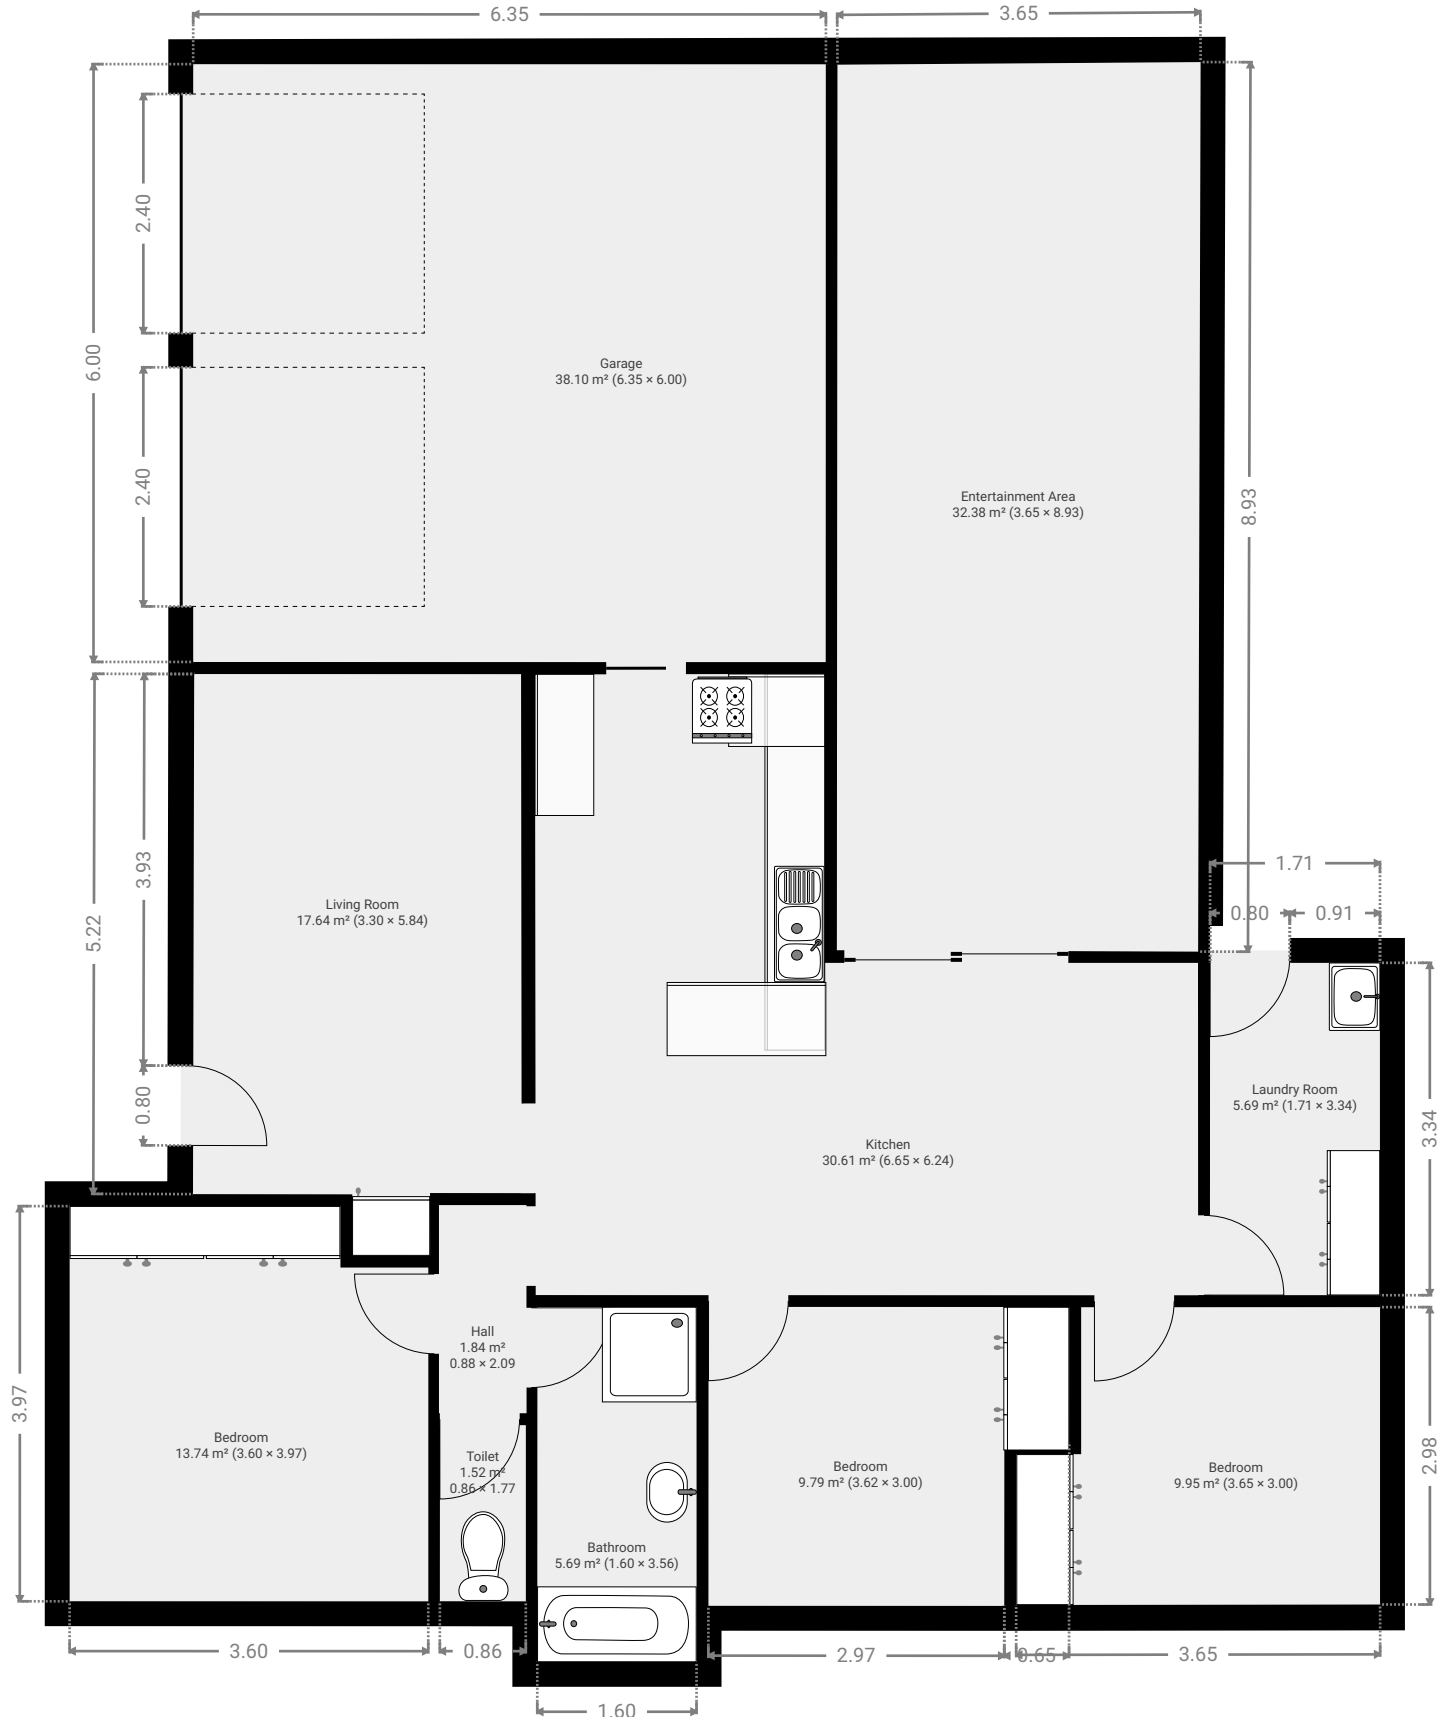 6.35
3.65
2.40
6.00
Garage
38.10 m² (6.35 × 6.00)
2.40
Entertainment Area
32.38 m² (3.65 × 8.93)
8.93
3.93
5.22
Living Room
17.64 m² (3.30 × 5.84)
1.71
0.80
0.91
0.80
Laundry Room
5.69 m² (1.71 × 3.34)
3.34
Kitchen
30.61 m² (6.65 × 6.24)
Hall
1.84 m²
0.88 × 2.09
3.97
Bedroom
13.74 m² (3.60 × 3.97)
Toilet
1.52 m²
0.86 × 1.77
Bedroom
9.79 m² (3.62 × 3.00)
Bedroom
9.95 m² (3.65 × 3.00)
2.98
Bathroom
5.69 m² (1.60 × 3.56)
3.60
0.86
2.97
0.65
3.65
1.60